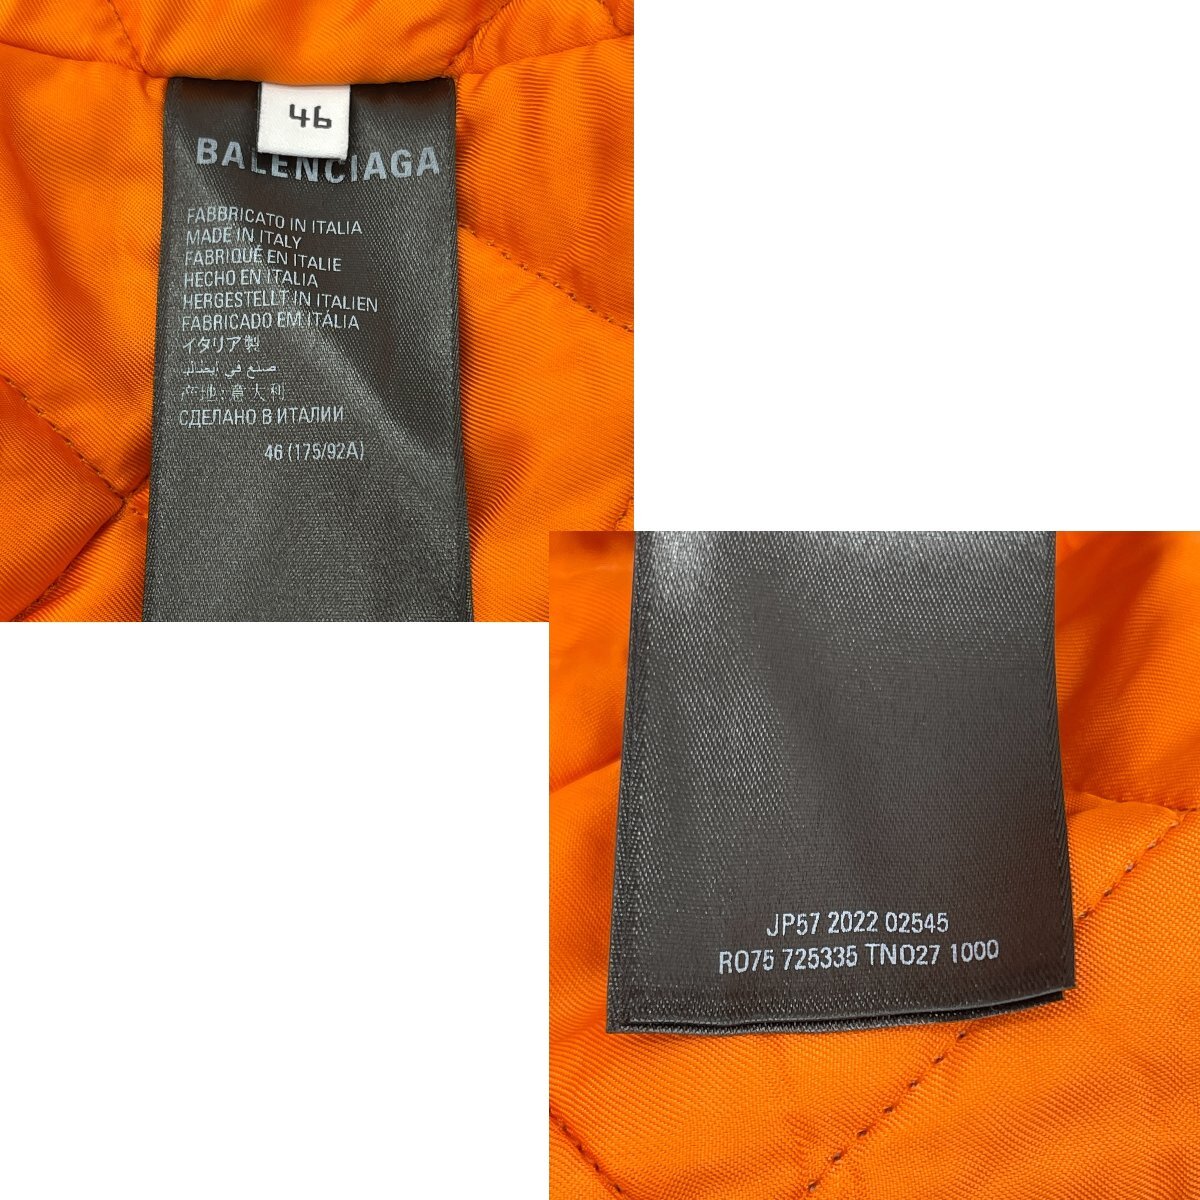 46
BALENCIAGA
FABBRICATO IN ITALIA
MADE IN ITALY
FABRIQUÉ EN ITALIE
HECHO EN ITALIA
HERGESTELLT IN ITALIEN
FABRICADO EM ITÁLIA
イタリア製
صنع في إيطاليا
产地:意大利
СДЕЛАНО В ИТАЛИИ
46 (175/92A)
JP57 2022 02545
RO75 725335 TNO27 1000